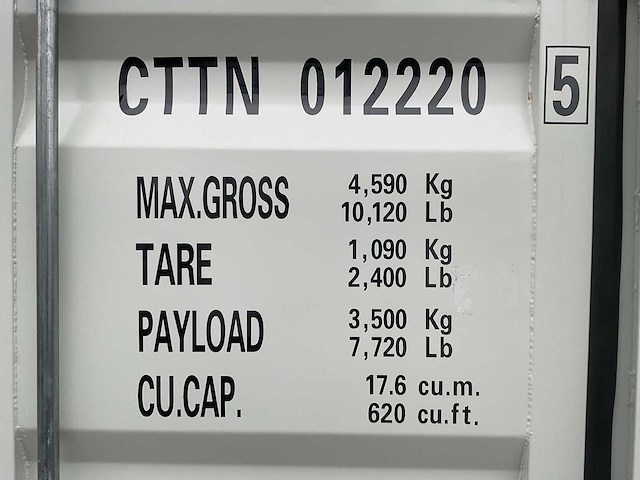 CTTN 012220 5
MAX.GROSS 4,590 Kg
10,120 Lb
TARE 1,090 Kg
2,400 Lb
PAYLOAD 3,500 Kg
7,720 Lb
CU.CAP. 17.6 cu.m.
620 cu.ft.